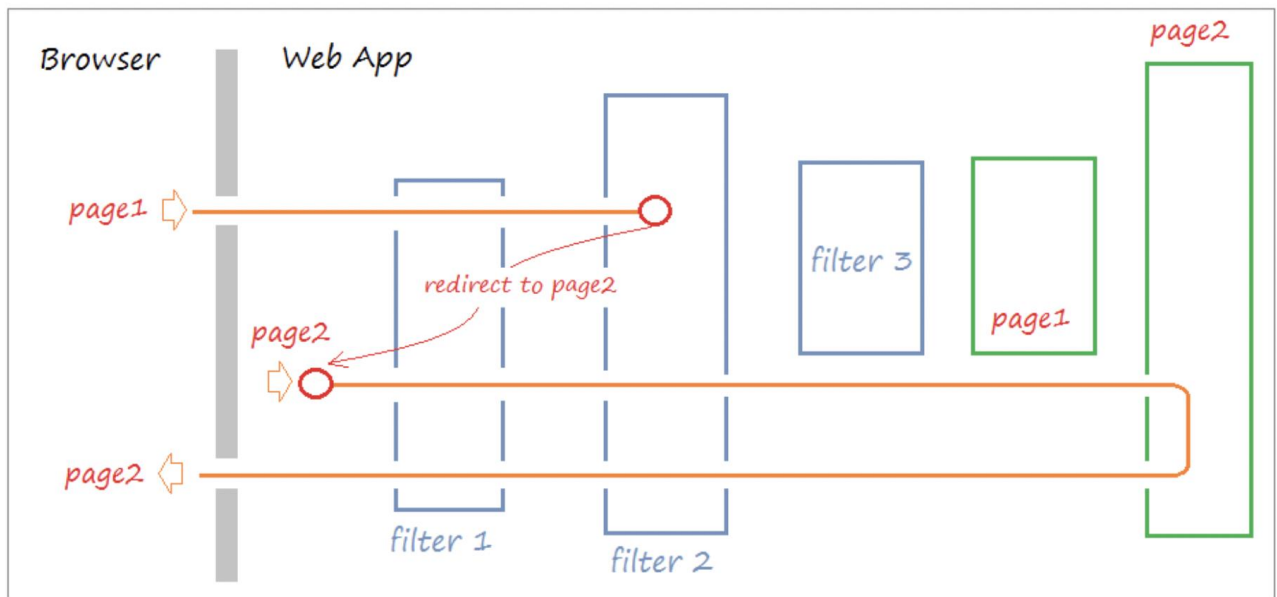 page2
Browser
Web App
page1
filter 3
redirect to page2
page1
page2
page2
filter 1
filter 2